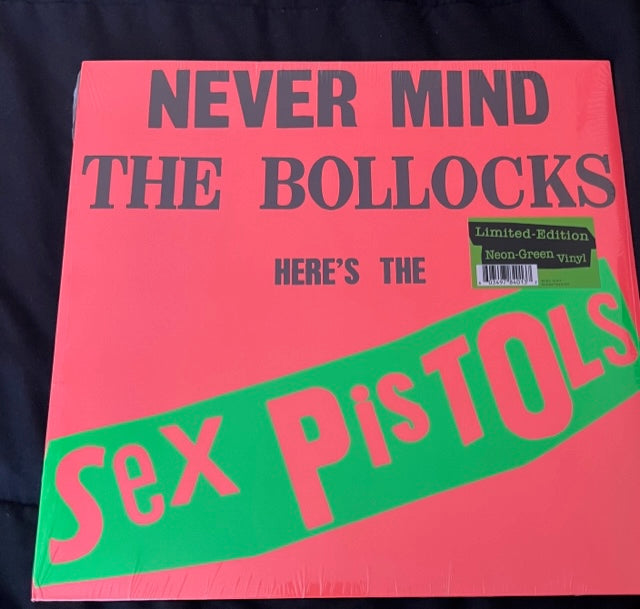 NEVER MIND
THE BOLLOCKS
Limited-Edition
Neon-Green Vinyl
HERE'S THE
Sex PisTOLS